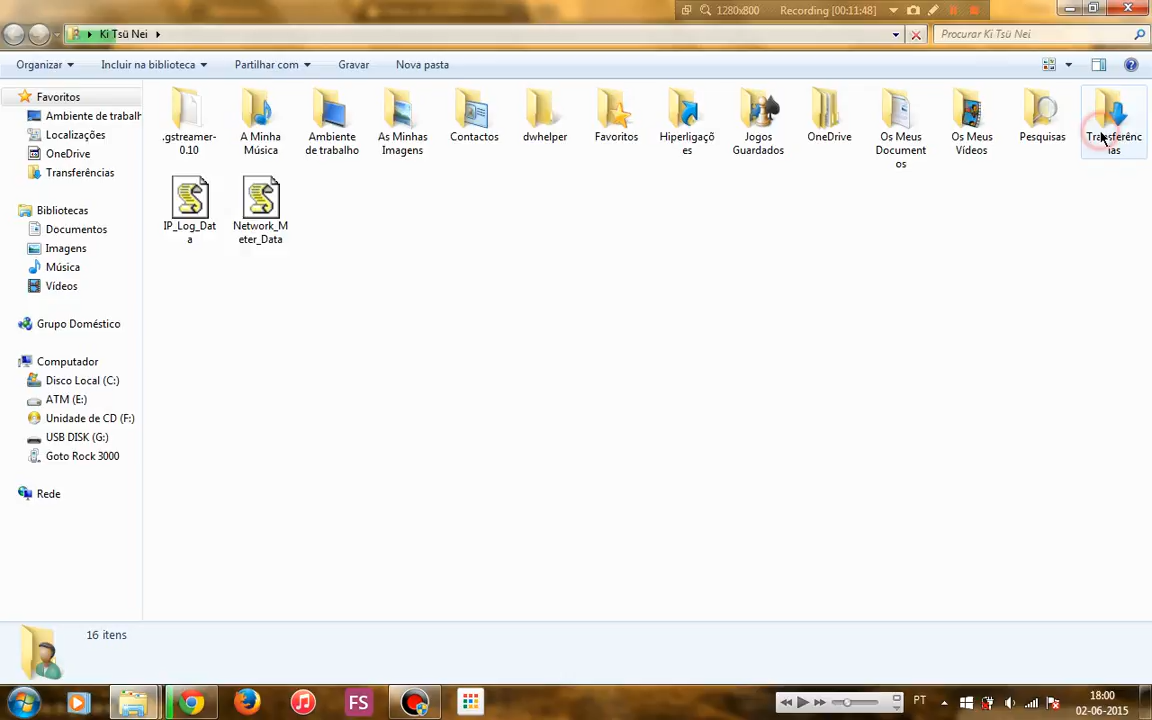 1280x800 Recording [00:11:48]
Ki Tsü Nei
Procurar Ki Tsü Nei
Organizar Incluir na biblioteca Partilhar com Gravar Nova pasta
Favoritos
Ambiente de trabalh
Localizações
OneDrive
Transferências
Bibliotecas
Documentos
Imagens
Música
Vídeos
Grupo Doméstico
Computador
Disco Local (C:)
ATM (E:)
Unidade de CD (F:)
USB DISK (G:)
Goto Rock 3000
Rede
.gstreamer-
0.10
A Minha
Música
Ambiente
de trabalho
As Minhas
Imagens
Contactos
dwhelper
Favoritos
Hiperligaçõ
es
Jogos
Guardados
OneDrive
Os Meus
Document
os
Os Meus
Vídeos
Pesquisas
Transferênc
ias
IP_Log_Dat
a
Network_M
eter_Data
16 itens
FS
PT
18:00
02-06-2015